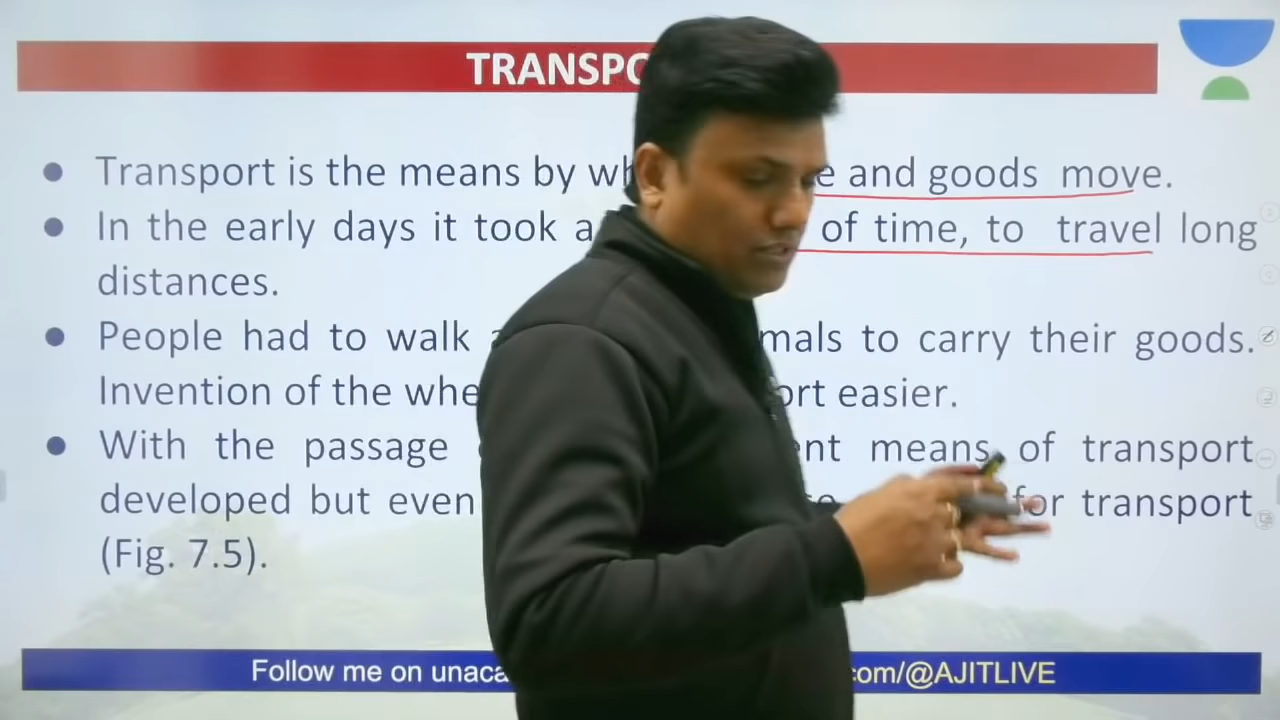 TRANSPO
Transport is the means by wh e and goods move.
In the early days it took a of time, to travel long
distances.
People had to walk mals to carry their goods.
Invention of the whe ort easier.
With the passage nt means of transport
developed but even for transport
(Fig. 7.5).
Follow me on unaca com/@AJITLIVE